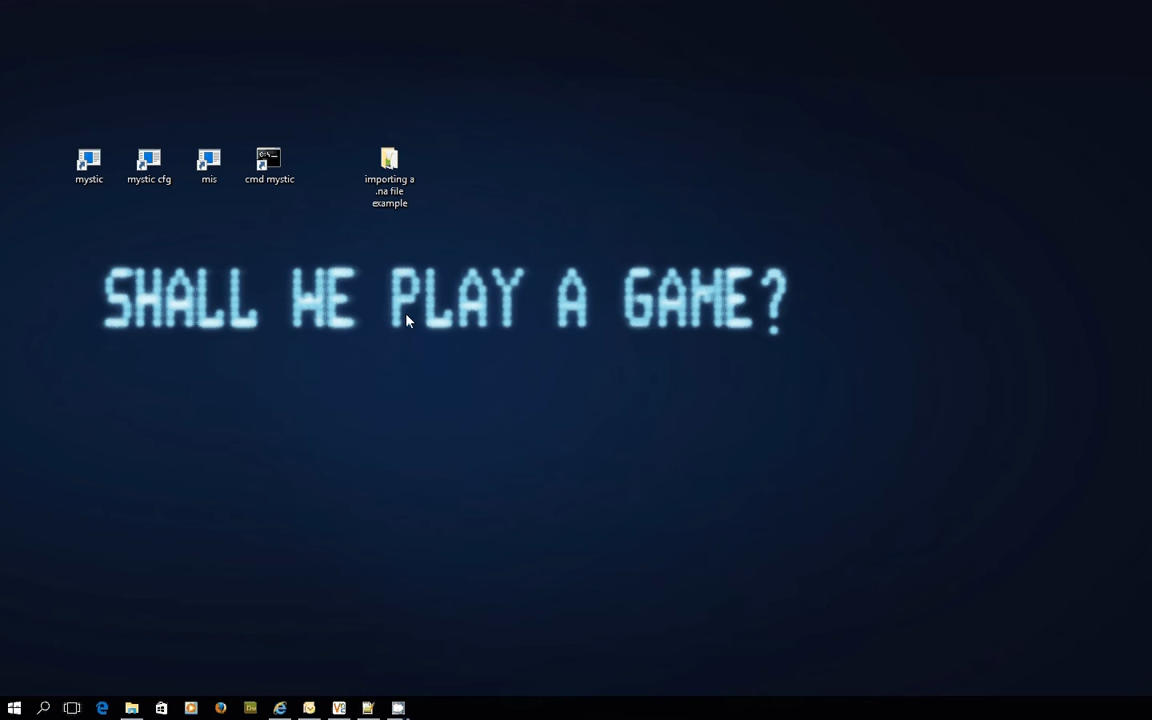 mystic
mystic cfg
mis
cmd mystic
importing a
.na file
example
SHALL WE PLAY A GAME?